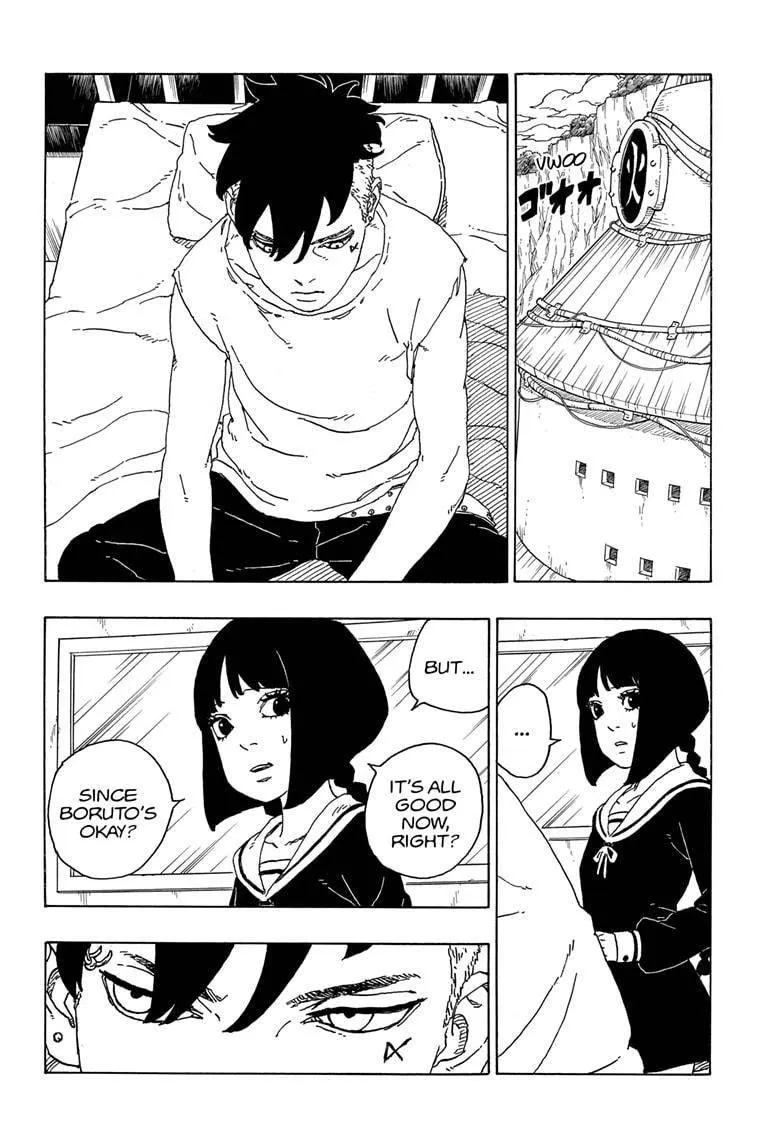 火
VWOO
ゴオオ
...
BUT...
IT'S ALL
GOOD
NOW,
RIGHT?
SINCE
BORUTO'S
OKAY?